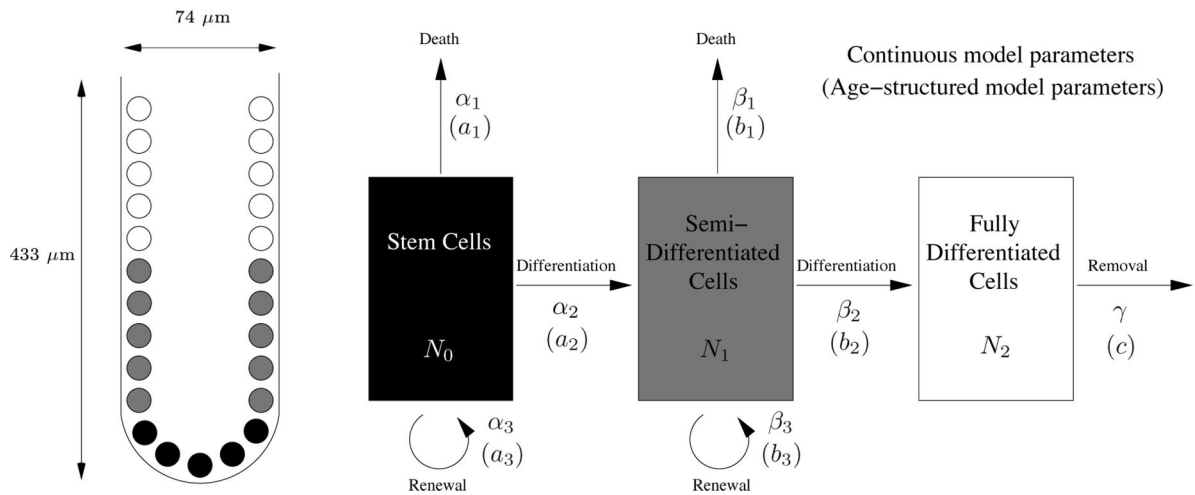 74 μm
433 μm
Death
α₁
(a₁)
Stem Cells
N₀
Differentiation
α₂
(a₂)
α₃
(a₃)
Renewal
Death
β₁
(b₁)
Semi−
Differentiated
Cells
N₁
Differentiation
β₂
(b₂)
β₃
(b₃)
Renewal
Continuous model parameters
(Age−structured model parameters)
Fully
Differentiated
Cells
N₂
Removal
γ
(c)